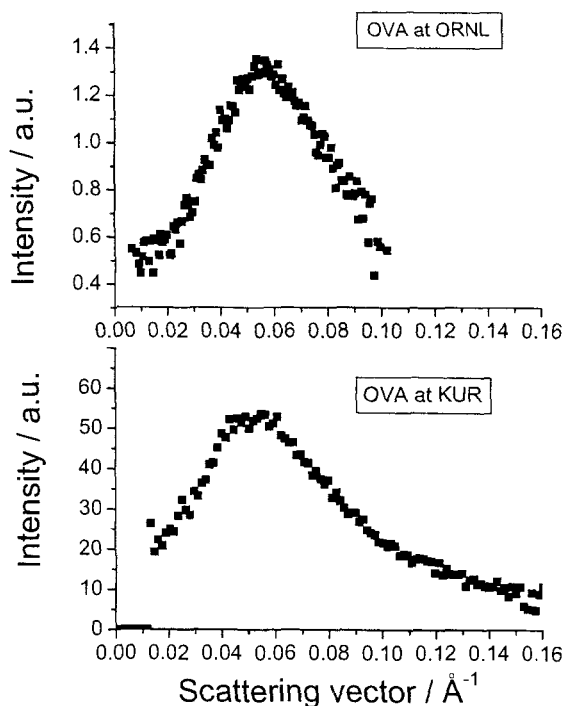 OVA at ORNL
1.4
1.2
1.0
0.8
0.6
0.4
Intensity / a.u.
0.00 0.02 0.04 0.06 0.08 0.10 0.12 0.14 0.16
OVA at KUR
60
50
40
30
20
10
0
Intensity / a.u.
0.00 0.02 0.04 0.06 0.08 0.10 0.12 0.14 0.16
Scattering vector / Å⁻¹